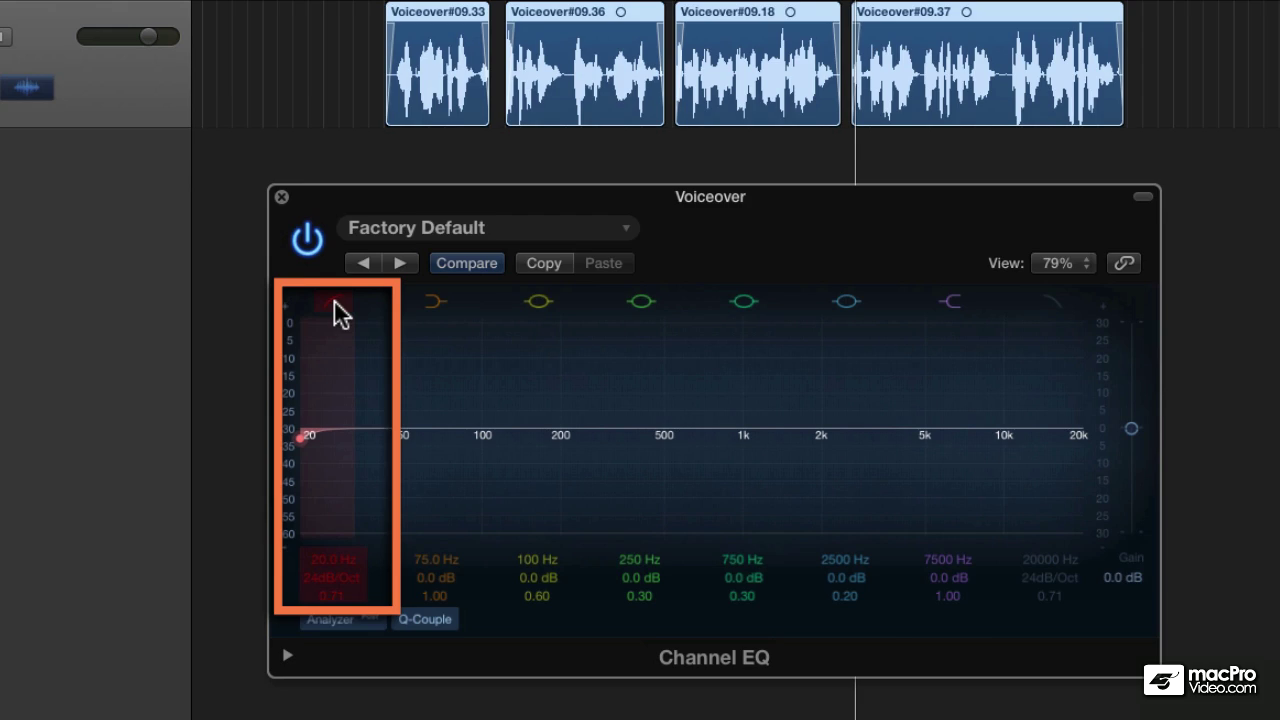 Voiceover#09.33 Voiceover#09.36 Voiceover#09.18 Voiceover#09.37
Voiceover
Factory Default
Compare Copy Paste View: 79%
0 30
5 25
10 20
15 15
20 10
25 5
30 20 50 100 200 500 1k 2k 5k 10k 20k 0
35 5
40 10
45 15
50 20
55 25
60 30
20.0 Hz 75.0 Hz 100 Hz 250 Hz 750 Hz 2500 Hz 7500 Hz 20000 Hz Gain
24dB/Oct 0.0 dB 0.0 dB 0.0 dB 0.0 dB 0.0 dB 0.0 dB 24dB/Oct 0.0 dB
0.71 1.00 0.60 0.30 0.30 0.20 1.00 0.71
Analyzer Post Q-Couple
Channel EQ
macPro
Video.com